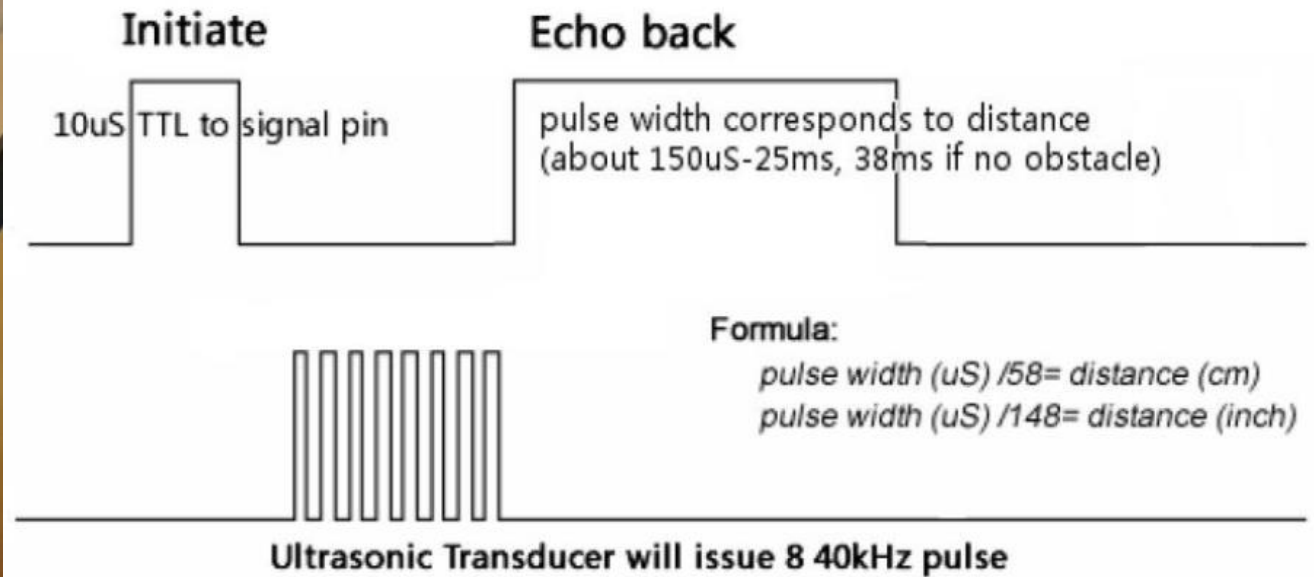 Initiate
Echo back
10uS TTL to signal pin
pulse width corresponds to distance
(about 150uS-25ms, 38ms if no obstacle)
Formula:
pulse width (uS) /58= distance (cm)
pulse width (uS) /148= distance (inch)
Ultrasonic Transducer will issue 8 40kHz pulse